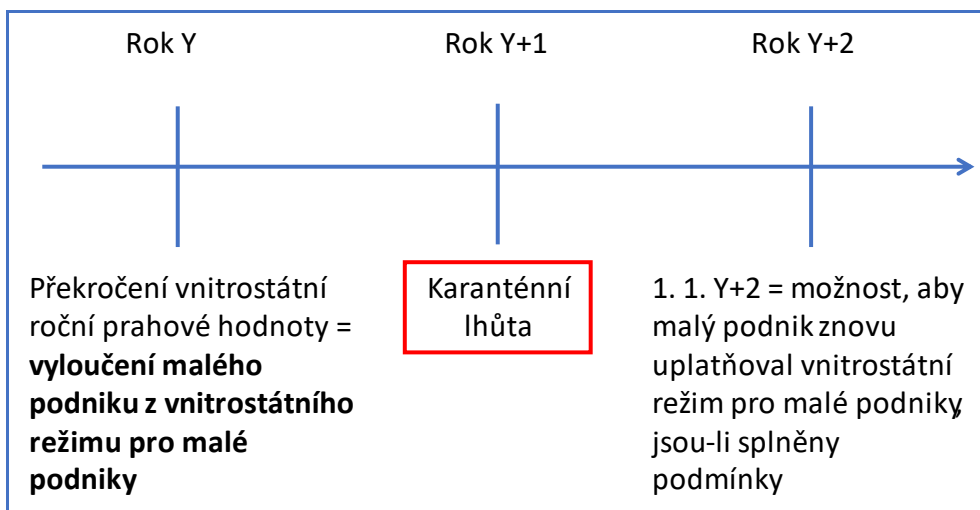 Rok Y
Rok Y+1
Rok Y+2
Překročení vnitrostátní
roční prahové hodnoty =
vyloučení malého
podniku z vnitrostátního
režimu pro malé
podniky
Karanténní
lhůta
1. 1. Y+2 = možnost, aby
malý podnik znovu
uplatňoval vnitrostátní
režim pro malé podniky,
jsou-li splněny
podmínky